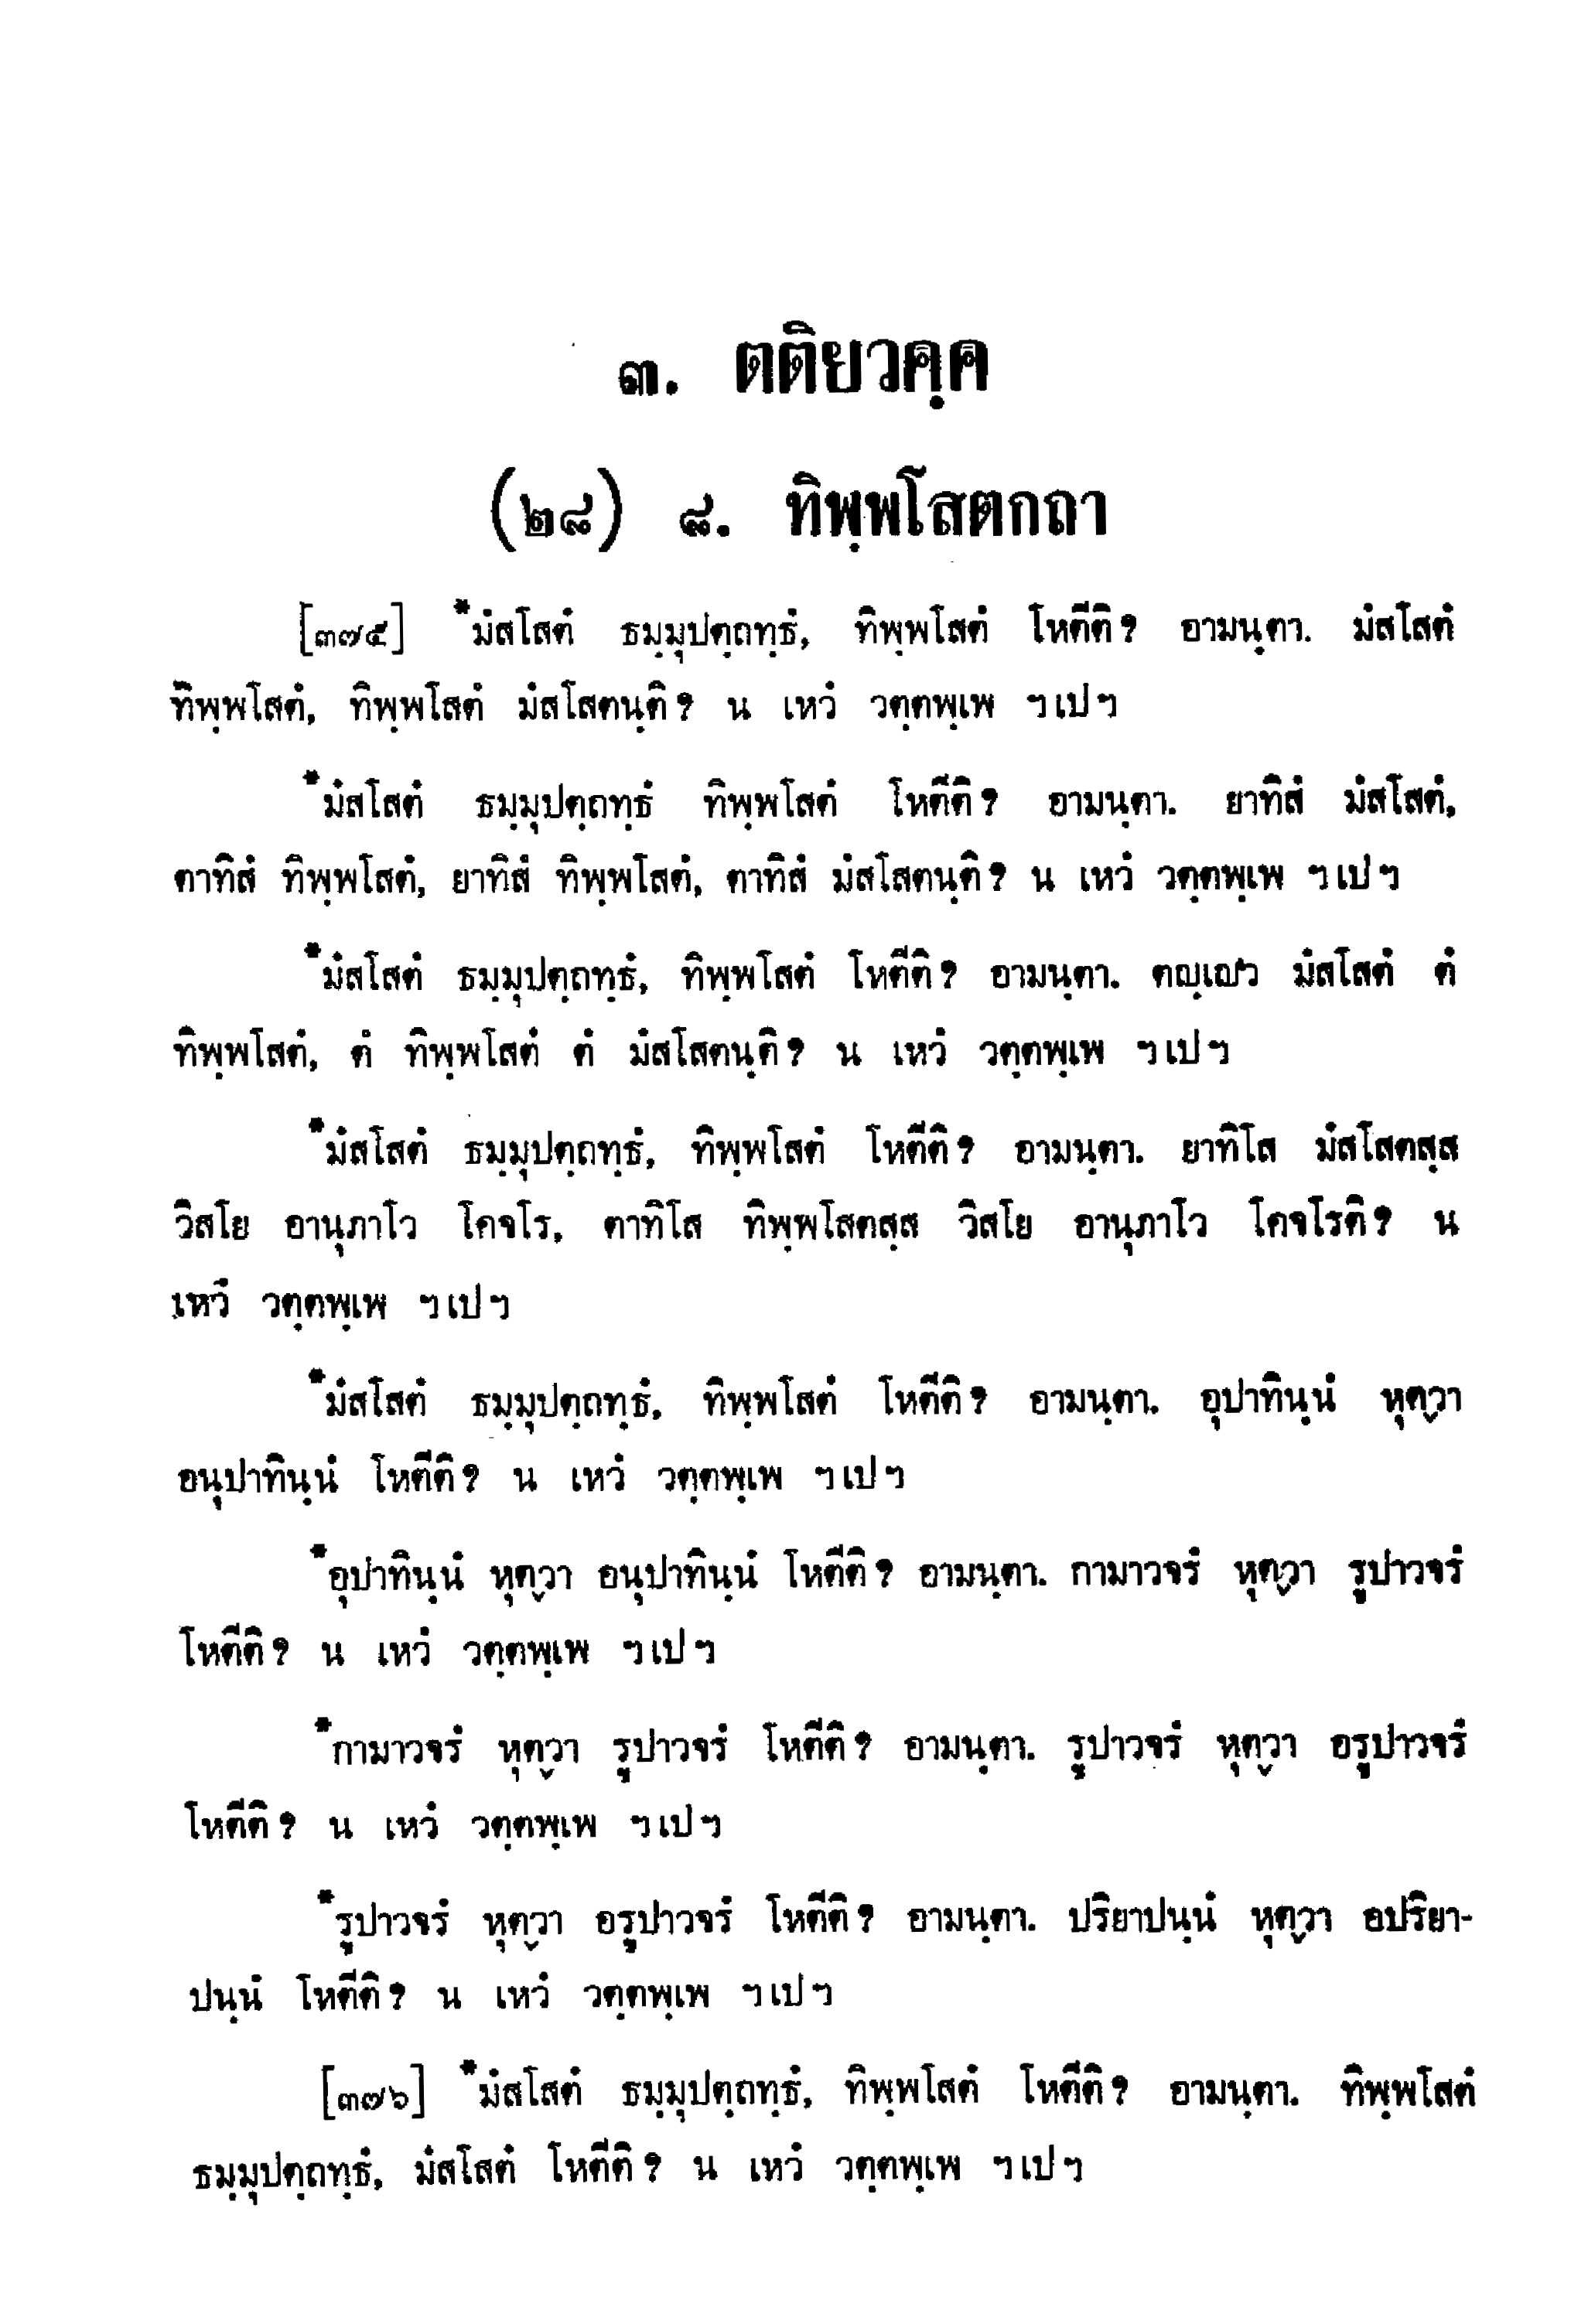 ๓. ตติยวคฺค
(๒๘) ๘. ทิพฺพโสตกถา
[๓๗๕] *มํสโสตํ ธมฺมุปตฺถทฺธํ, ทิพฺพโสตํ โหตีติ? อามนฺตา. มํสโสตํ
ทิพฺพโสตํ, ทิพฺพโสตํ มํสโสตนฺติ? น เหวํ วตฺตพฺเพ ฯเปฯ
*มํสโสตํ ธมฺมุปตฺถทฺธํ ทิพฺพโสตํ โหตีติ? อามนฺตา. ยาทิสํ มํสโสตํ,
ตาทิสํ ทิพฺพโสตํ, ยาทิสํ ทิพฺพโสตํ, ตาทิสํ มํสโสตนฺติ? น เหวํ วตฺตพฺเพ ฯเปฯ
*มํสโสตํ ธมฺมุปตฺถทฺธํ, ทิพฺพโสตํ โหตีติ? อามนฺตา. ตญฺเญว มํสโสตํ ตํ
ทิพฺพโสตํ, ตํ ทิพฺพโสตํ ตํ มํสโสตนฺติ? น เหวํ วตฺตพฺเพ ฯเปฯ
*มํสโสตํ ธมฺมุปตฺถทฺธํ, ทิพฺพโสตํ โหตีติ? อามนฺตา. ยาทิโส มํสโสตสฺส
วิสโย อานุภาโว โคจโร, ตาทิโส ทิพฺพโสตสฺส วิสโย อานุภาโว โคจโรติ? น
เหวํ วตฺตพฺเพ ฯเปฯ
*มํสโสตํ ธมฺมุปตฺถทฺธํ, ทิพฺพโสตํ โหตีติ? อามนฺตา. อุปาทินฺนํ หุตฺวา
อนุปาทินฺนํ โหตีติ? น เหวํ วตฺตพฺเพ ฯเปฯ
*อุปาทินฺนํ หุตฺวา อนุปาทินฺนํ โหตีติ? อามนฺตา. กามาวจรํ หุตฺวา รูปาวจรํ
โหตีติ? น เหวํ วตฺตพฺเพ ฯเปฯ
*กามาวจรํ หุตฺวา รูปาวจรํ โหตีติ? อามนฺตา. รูปาวจรํ หุตฺวา อรูปาวจรํ
โหตีติ? น เหวํ วตฺตพฺเพ ฯเปฯ
*รูปาวจรํ หุตฺวา อรูปาวจรํ โหตีติ? อามนฺตา. ปริยาปนฺนํ หุตฺวา อปริยา-
ปนฺนํ โหตีติ? น เหวํ วตฺตพฺเพ ฯเปฯ
[๓๗๖] *มํสโสตํ ธมฺมุปตฺถทฺธํ, ทิพฺพโสตํ โหตีติ? อามนฺตา. ทิพฺพโสตํ
ธมฺมุปตฺถทฺธํ, มํสโสตํ โหตีติ? น เหวํ วตฺตพฺเพ ฯเปฯ